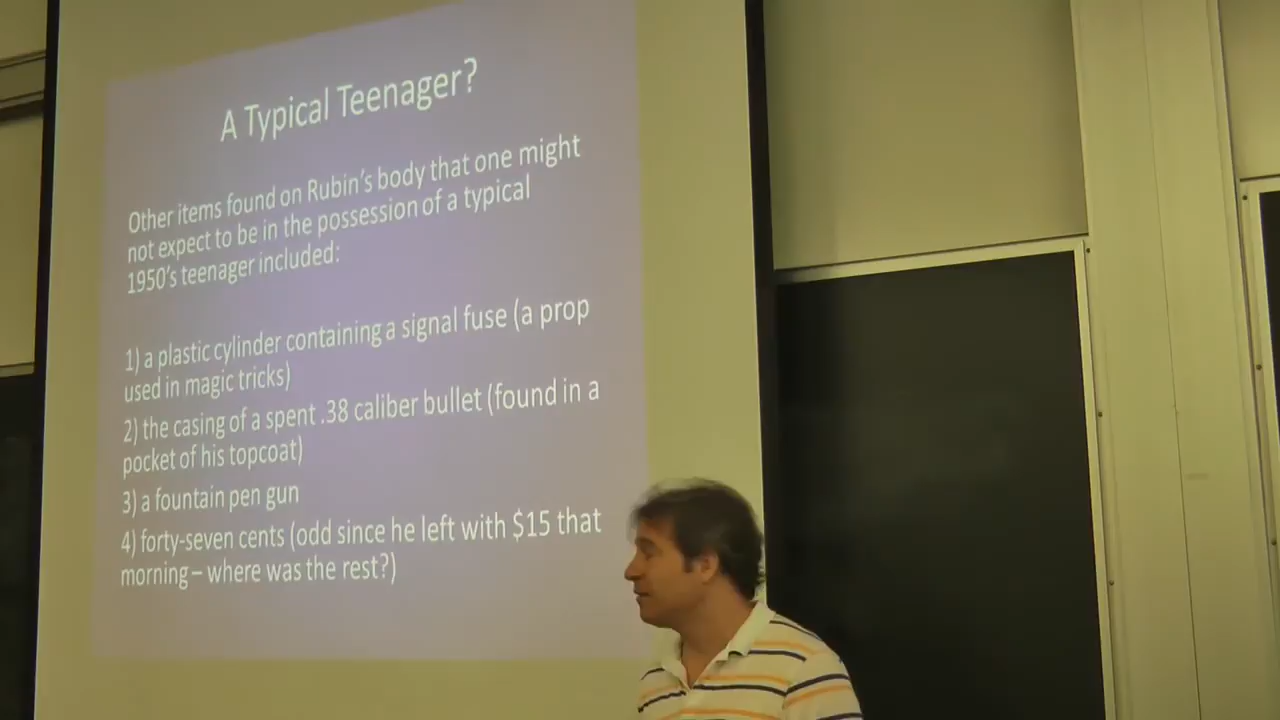 A Typical Teenager?
Other items found on Rubin's body that one might
not expect to be in the possession of a typical
1950's teenager included:
1) a plastic cylinder containing a signal fuse (a prop
used in magic tricks)
2) the casing of a spent .38 caliber bullet (found in a
pocket of his topcoat)
3) a fountain pen gun
4) forty-seven cents (odd since he left with $15 that
morning – where was the rest?)